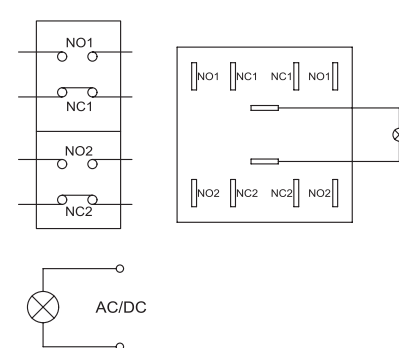 NO1
NC1
NO2
NC2
NO1 NC1 NC1 NO1
NO2 NC2 NC2 NO2
AC/DC